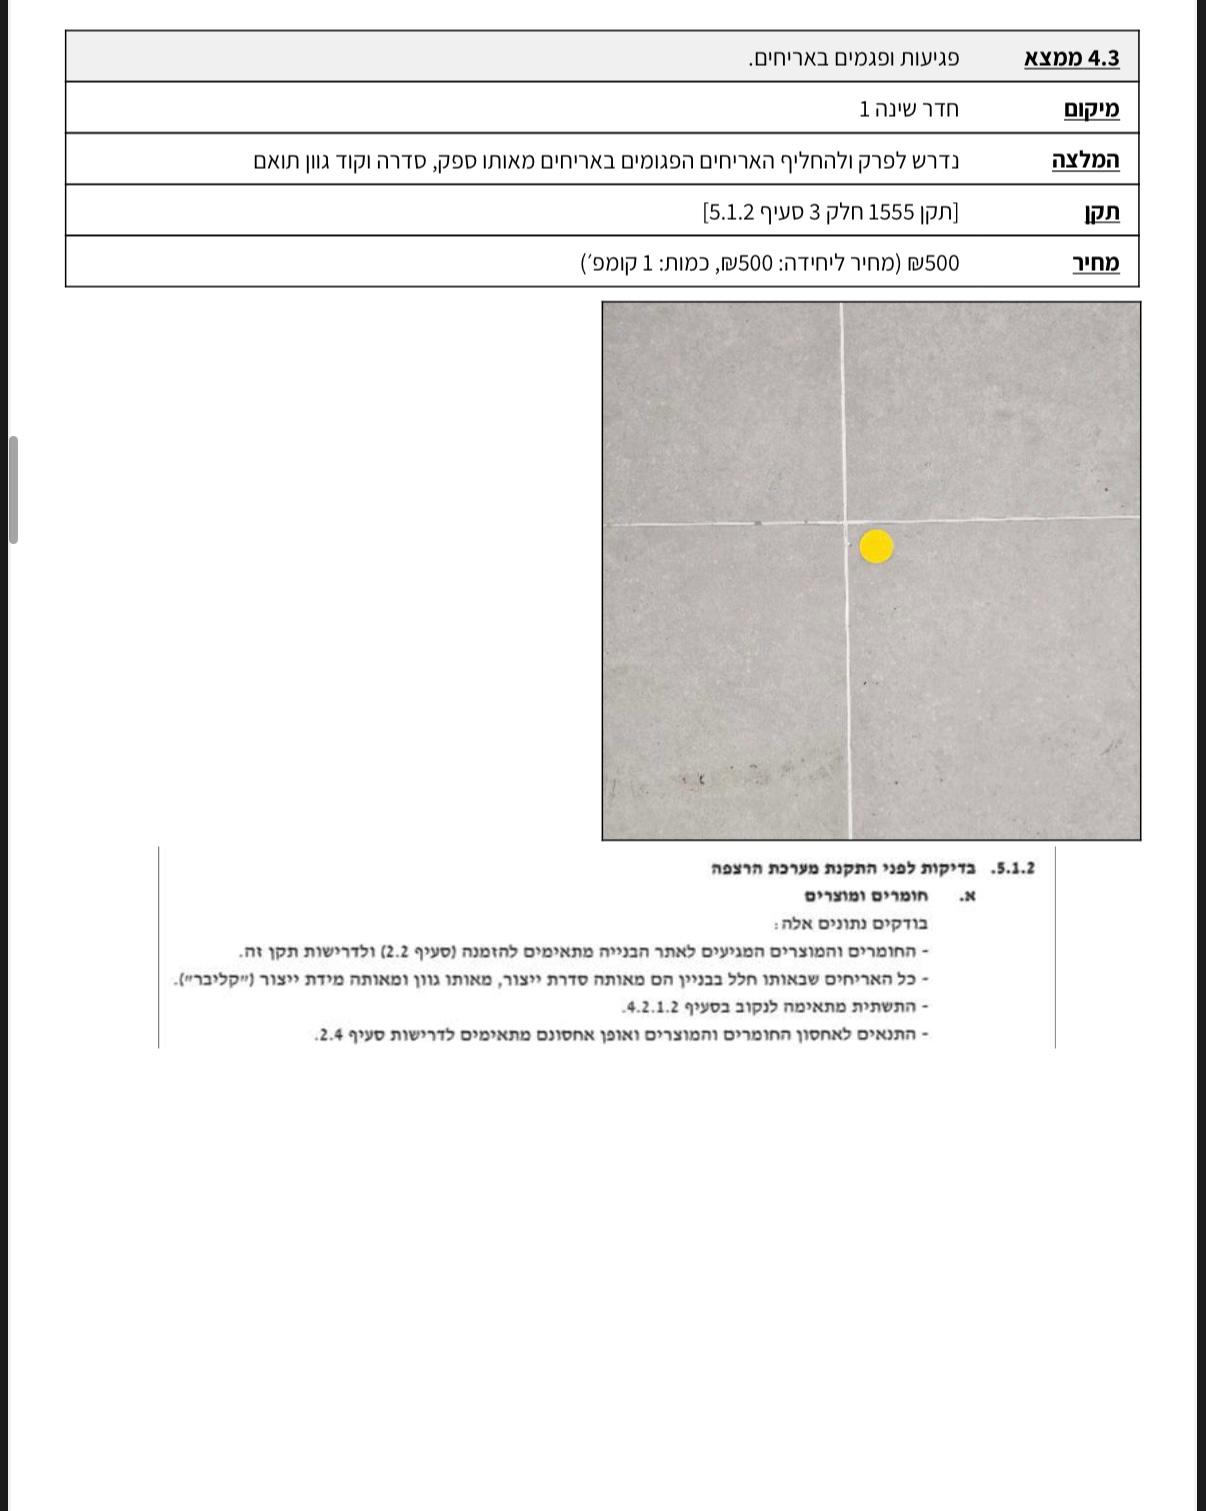 4.3 ממצא פגיעות ופגמים באריחים.
מיקום חדר שינה 1
המלצה נדרש לפרק ולהחליף האריחים הפגומים באריחים מאותו ספק, סדרה וקוד גוון תואם
תקן [תקן 1555 חלק 3 סעיף 5.1.2]
מחיר ₪500 (מחיר ליחידה: ₪500, כמות: 1 קומפ׳)
5.1.2. בדיקות לפני התקנת מערכת הרצפה
א. חומרים ומוצרים
בודקים נתונים אלה:
- החומרים והמוצרים המגיעים לאתר הבנייה מתאימים להזמנה (סעיף 2.2) ולדרישות תקן זה.
- כל האריחים שבאותו חלל בבניין הם מאותה סדרת ייצור, מאותו גוון ומאותה מידת ייצור ("קליבר").
- התשתית מתאימה לנקוב בסעיף 4.2.1.2.
- התנאים לאחסון החומרים והמוצרים ואופן אחסונם מתאימים לדרישות סעיף 2.4.